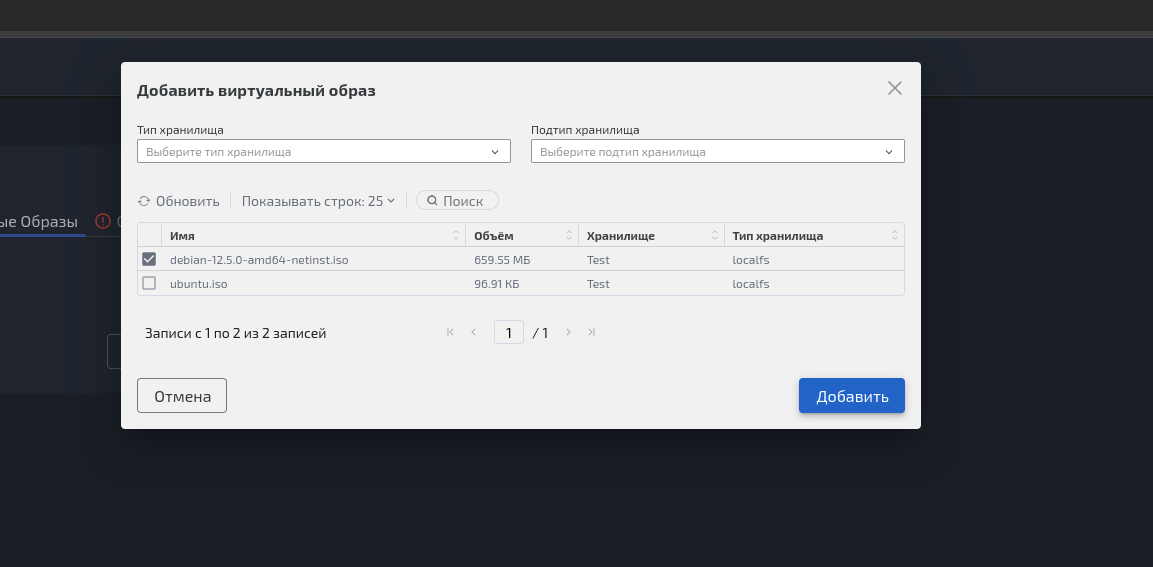 Добавить виртуальный образ
Тип хранилища Подтип хранилища
Выберите тип хранилища Выберите подтип хранилища
Обновить Показывать строк: 25 Поиск
ые Образы
Имя Объём Хранилище Тип хранилища
debian-12.5.0-amd64-netinst.iso 659.55 МБ Test localfs
ubuntu.iso 96.91 КБ Test localfs
Записи с 1 по 2 из 2 записей 1 / 1
Отмена Добавить